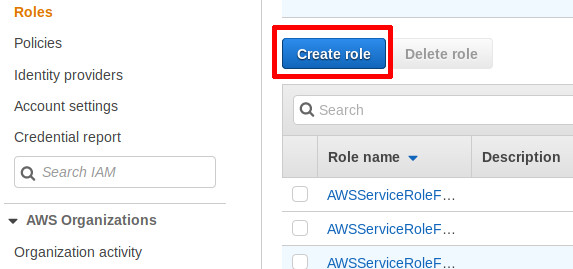 Roles
Policies
Identity providers
Account settings
Credential report
Search IAM
AWS Organizations
Organization activity
Create role
Delete role
Search
Role name
Description
AWSServiceRoleF…
AWSServiceRoleF…
AWSServiceRoleF…